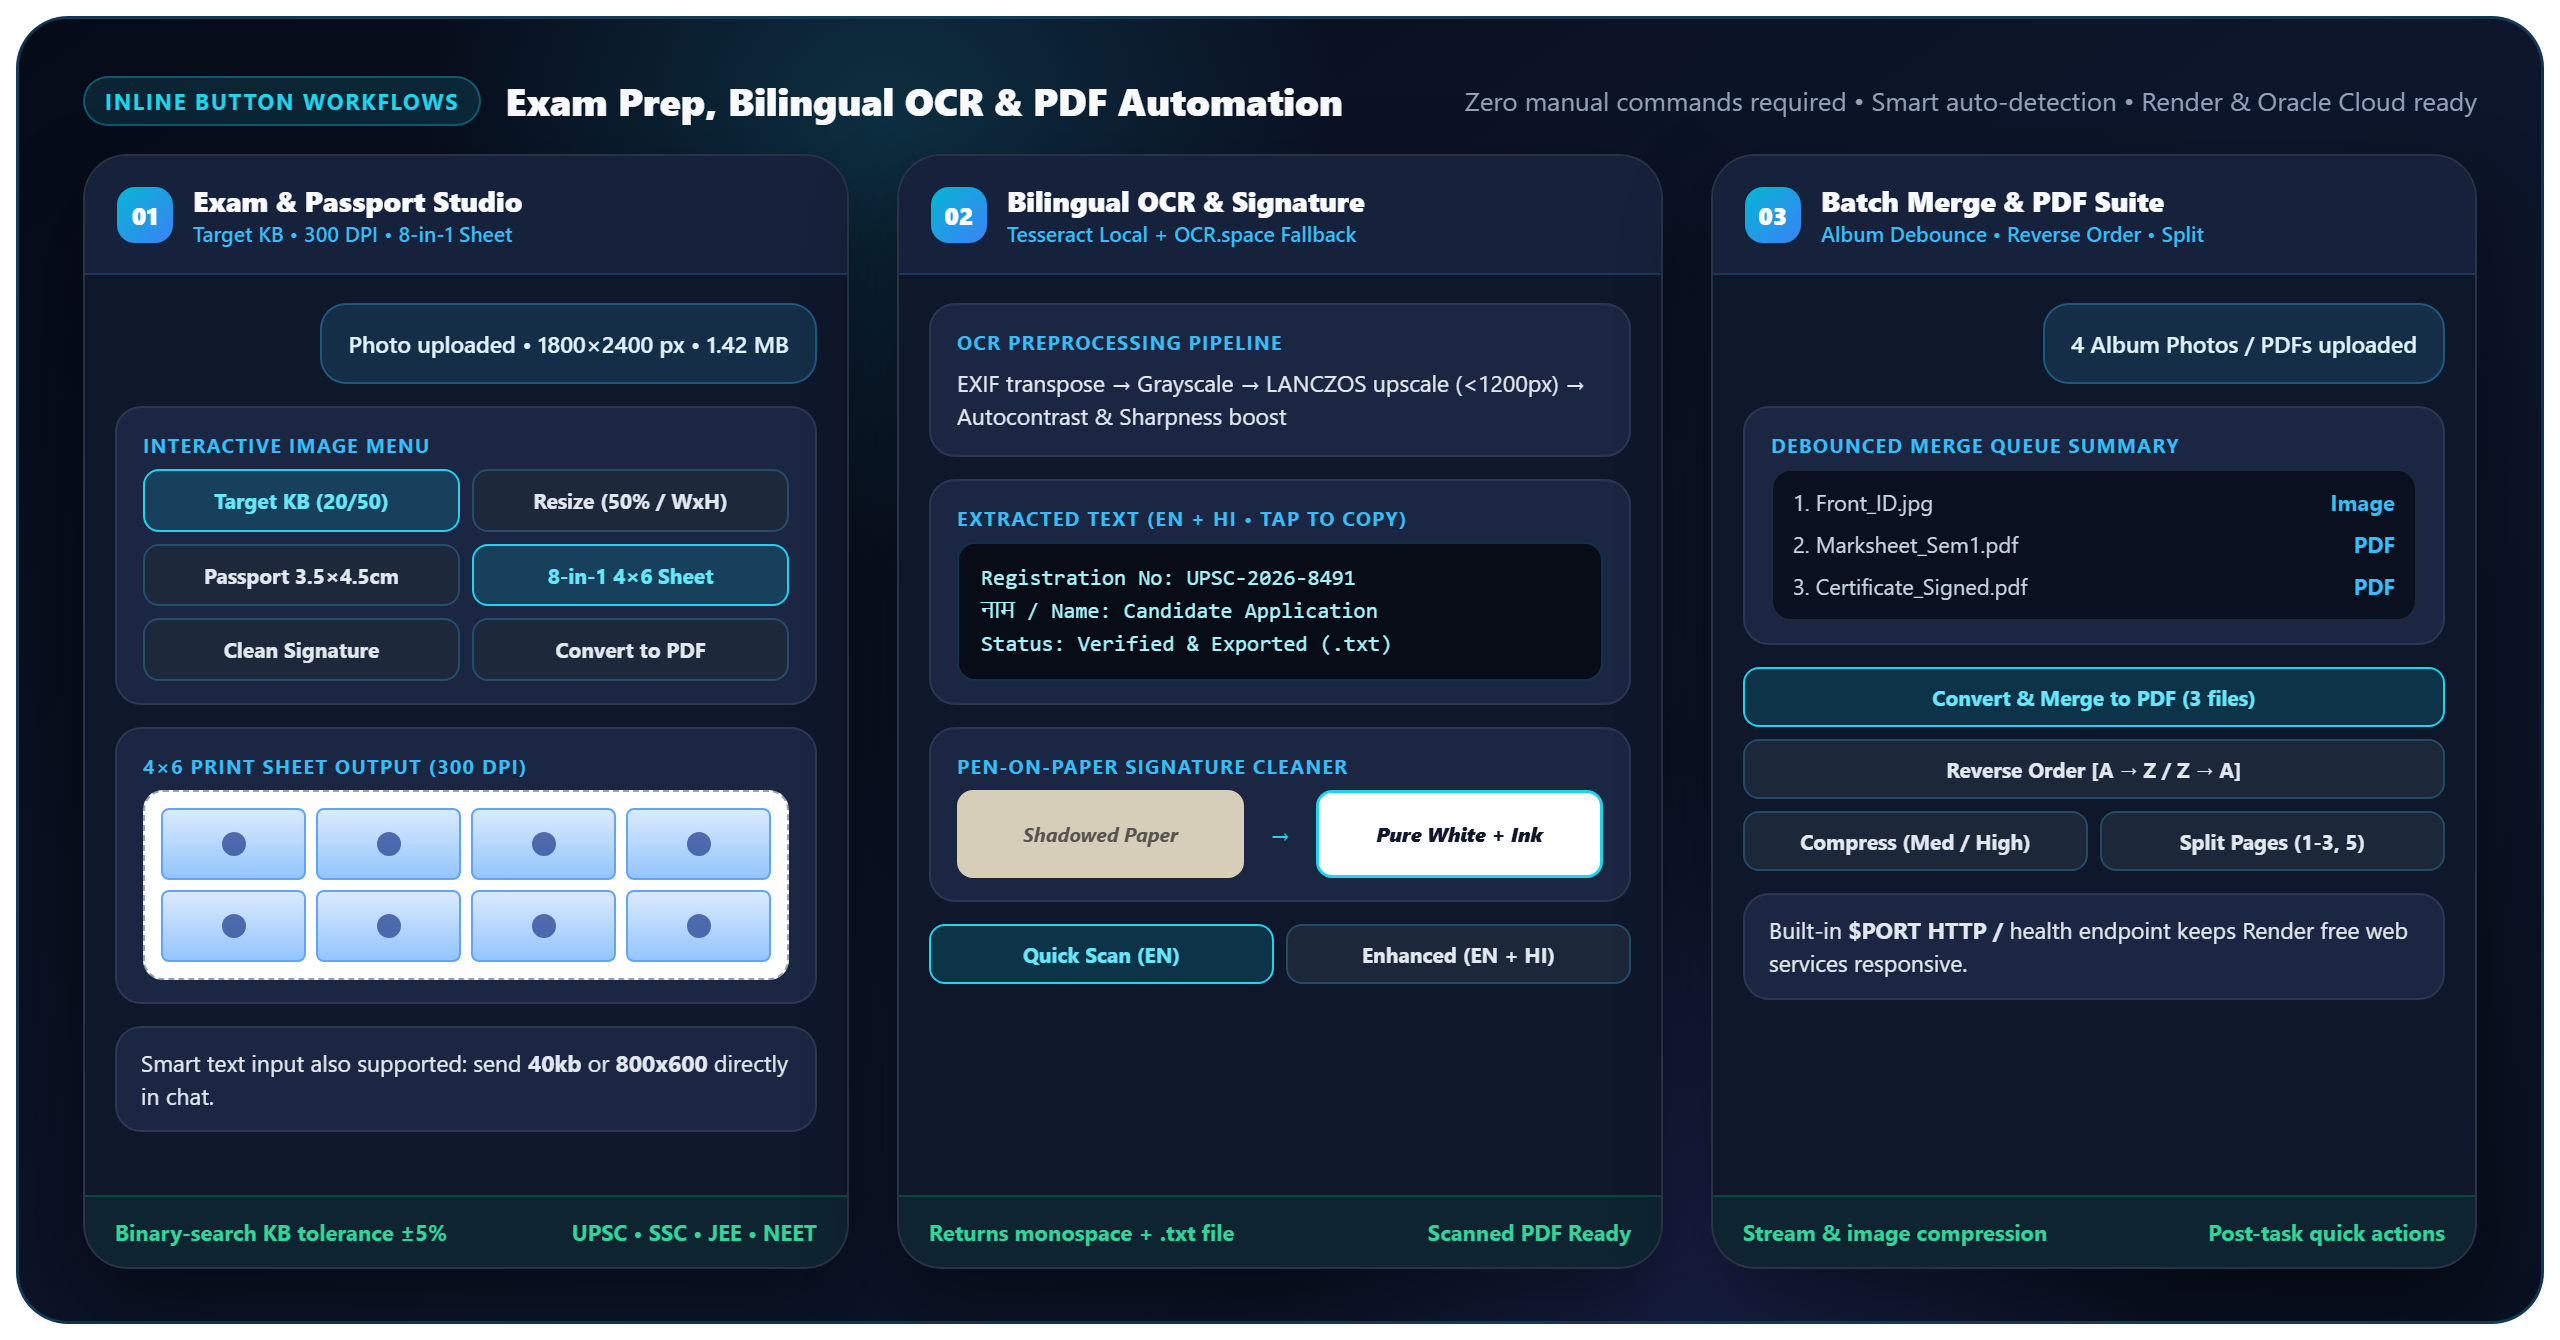 INLINE BUTTON WORKFLOWS
Exam Prep, Bilingual OCR & PDF Automation
Zero manual commands required • Smart auto-detection • Render & Oracle Cloud ready
01
Exam & Passport Studio
Target KB • 300 DPI • 8-in-1 Sheet
Photo uploaded • 1800×2400 px • 1.42 MB
INTERACTIVE IMAGE MENU
Target KB (20/50)
Resize (50% / WxH)
Passport 3.5×4.5cm
8-in-1 4×6 Sheet
Clean Signature
Convert to PDF
4×6 PRINT SHEET OUTPUT (300 DPI)
Smart text input also supported: send 40kb or 800x600 directly
in chat.
Binary-search KB tolerance ±5%
UPSC • SSC • JEE • NEET
02
Bilingual OCR & Signature
Tesseract Local + OCR.space Fallback
OCR PREPROCESSING PIPELINE
EXIF transpose → Grayscale → LANCZOS upscale (<1200px) →
Autocontrast & Sharpness boost
EXTRACTED TEXT (EN + HI • TAP TO COPY)
Registration No: UPSC-2026-8491
नाम / Name: Candidate Application
Status: Verified & Exported (.txt)
PEN-ON-PAPER SIGNATURE CLEANER
Shadowed Paper
→
Pure White + Ink
Quick Scan (EN)
Enhanced (EN + HI)
Returns monospace + .txt file
Scanned PDF Ready
03
Batch Merge & PDF Suite
Album Debounce • Reverse Order • Split
4 Album Photos / PDFs uploaded
DEBOUNCED MERGE QUEUE SUMMARY
1. Front_ID.jpg Image
2. Marksheet_Sem1.pdf PDF
3. Certificate_Signed.pdf PDF
Convert & Merge to PDF (3 files)
Reverse Order [A → Z / Z → A]
Compress (Med / High)
Split Pages (1-3, 5)
Built-in $PORT HTTP / health endpoint keeps Render free web
services responsive.
Stream & image compression
Post-task quick actions